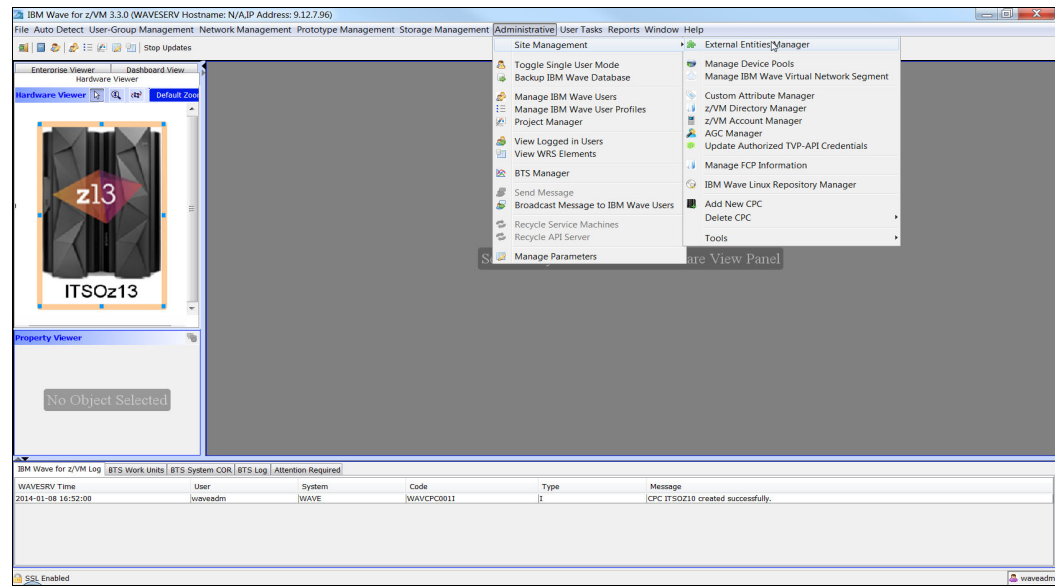 IBM Wave for z/VM 3.3.0 (WAVESERV Hostname: N/A,IP Address: 9.12.7.96)
File Auto Detect User-Group Management Network Management Prototype Management Storage Management Administrative User Tasks Reports Window Help
Stop Updates
Enterprise Viewer Dashboard View
Hardware Viewer
Hardware Viewer Default Zoo
z13
ITSOz13
Site Management
Toggle Single User Mode
Backup IBM Wave Database
Manage IBM Wave Users
Manage IBM Wave User Profiles
Project Manager
View Logged in Users
View WRS Elements
BTS Manager
Send Message
Broadcast Message to IBM Wave Users
Recycle Service Machines
Recycle API Server
Manage Parameters
External Entities Manager
Manage Device Pools
Manage IBM Wave Virtual Network Segment
Custom Attribute Manager
z/VM Directory Manager
z/VM Account Manager
AGC Manager
Update Authorized TVP-API Credentials
Manage FCP Information
IBM Wave Linux Repository Manager
Add New CPC
Delete CPC
Tools
are View Panel
Property Viewer
No Object Selected
IBM Wave for z/VM Log BTS Work Units BTS System COR BTS Log Attention Required
WAVESRV Time User System Code Type Message
2014-01-08 16:52:00 waveadm WAVE WAVCPC001I I CPC ITSOZ10 created successfully.
SSL Enabled
waveadm